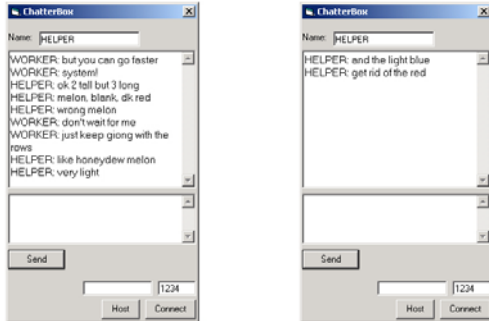 ChatterBox
Name: HELPER
WORKER: but you can go faster
WORKER: system!
HELPER: ok 2 tall but 3 long
HELPER: melon, blank, dk red
HELPER: wrong melon
WORKER: don't wait for me
WORKER: just keep giong with the
rows
HELPER: like honeydew melon
HELPER: very light
Send
1234
Host Connect
ChatterBox
Name: HELPER
HELPER: and the light blue
HELPER: get rid of the red
Send
1234
Host Connect